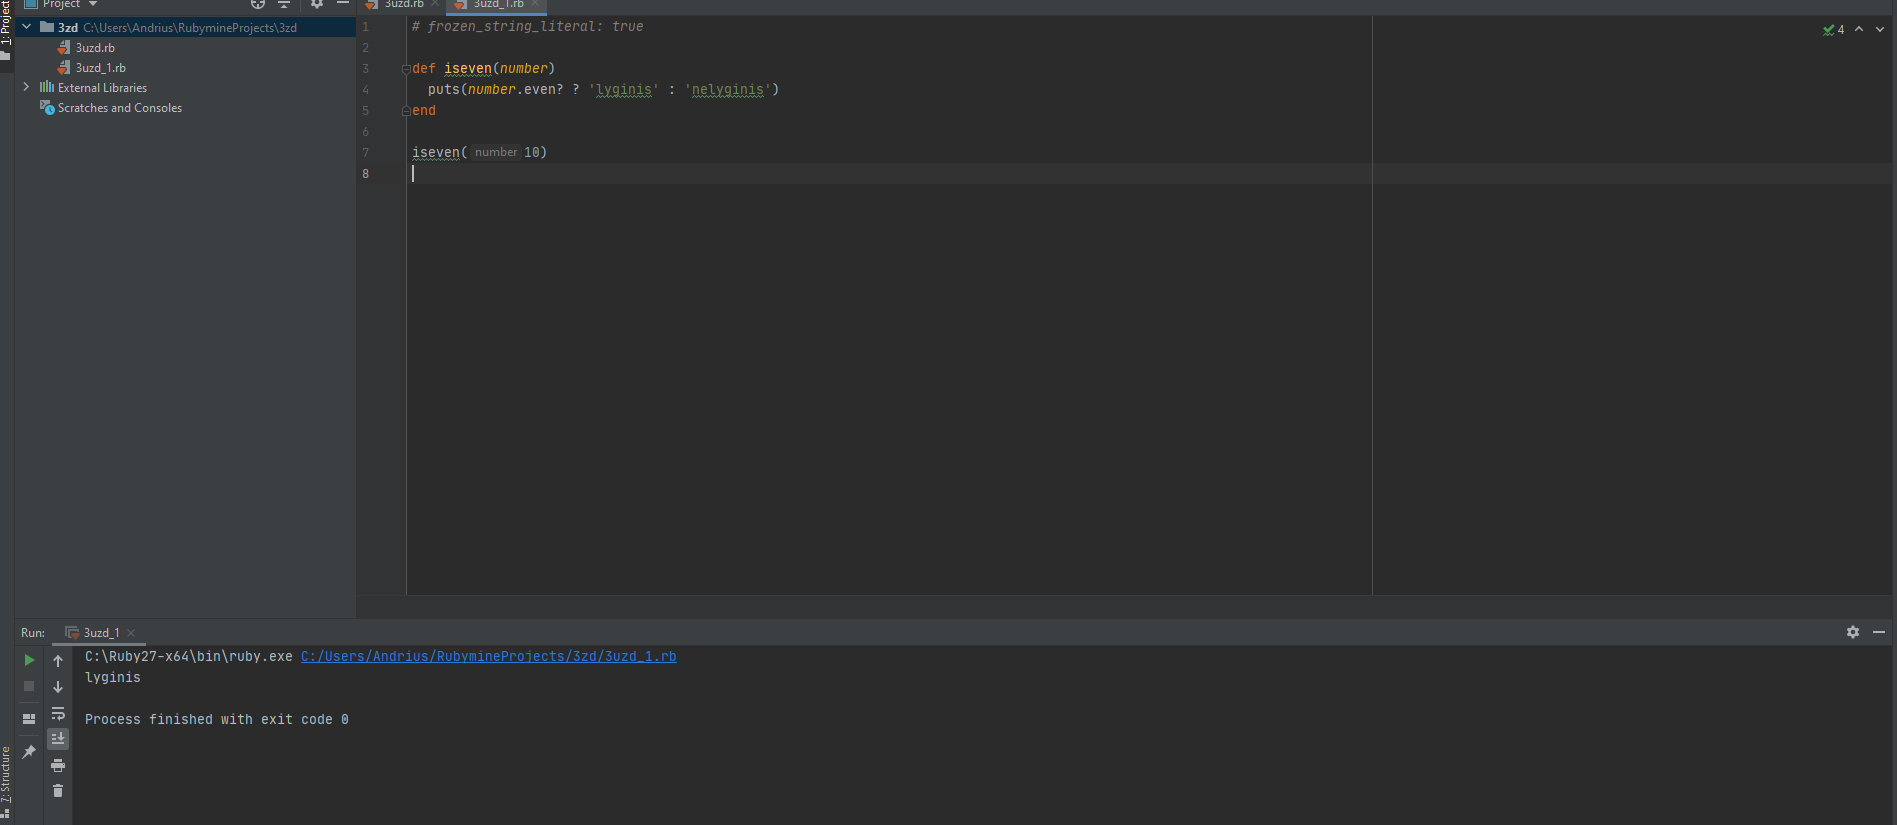 Project
3uzd.rb
3uzd_1.rb
1: Project
3zd C:\Users\Andrius\RubymineProjects\3zd
3uzd.rb
3uzd_1.rb
External Libraries
Scratches and Consoles
1 # frozen_string_literal: true
2
3 def iseven(number)
4 puts(number.even? ? 'lyginis' : 'nelyginis')
5 end
6
7 iseven( number 10)
8
4
Run: 3uzd_1
C:\Ruby27-x64\bin\ruby.exe C:/Users/Andrius/RubymineProjects/3zd/3uzd_1.rb
lyginis
Process finished with exit code 0
7: Structure